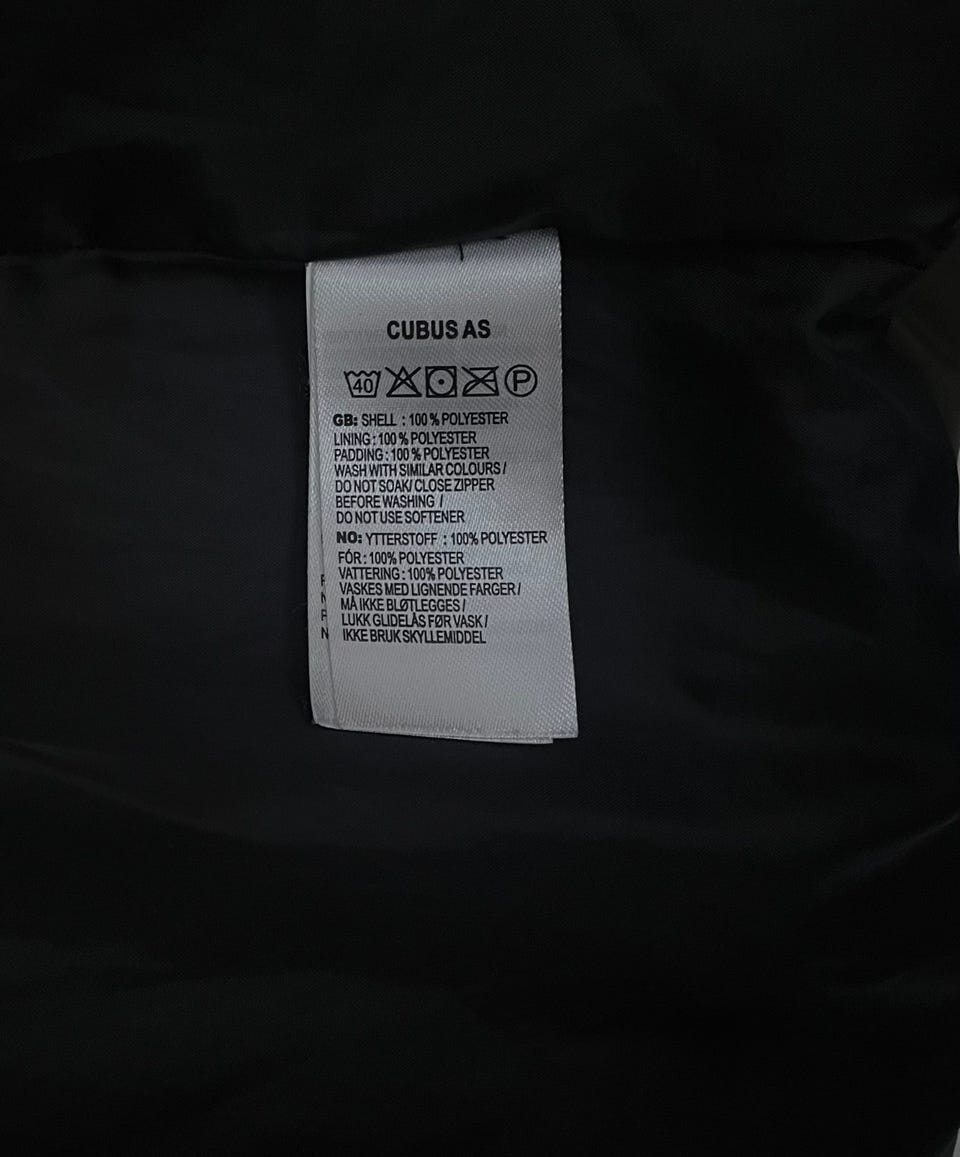 CUBUS AS
40 P
GB: SHELL : 100 % POLYESTER
LINING : 100 % POLYESTER
PADDING : 100 % POLYESTER
WASH WITH SIMILAR COLOURS /
DO NOT SOAK/ CLOSE ZIPPER
BEFORE WASHING /
DO NOT USE SOFTENER
NO: YTTERSTOFF : 100% POLYESTER
FÓR : 100% POLYESTER
VATTERING : 100% POLYESTER
VASKES MED LIGNENDE FARGER /
MÅ IKKE BLØTLEGGES /
LUKK GLIDELÅS FØR VASK /
IKKE BRUK SKYLLEMIDDEL